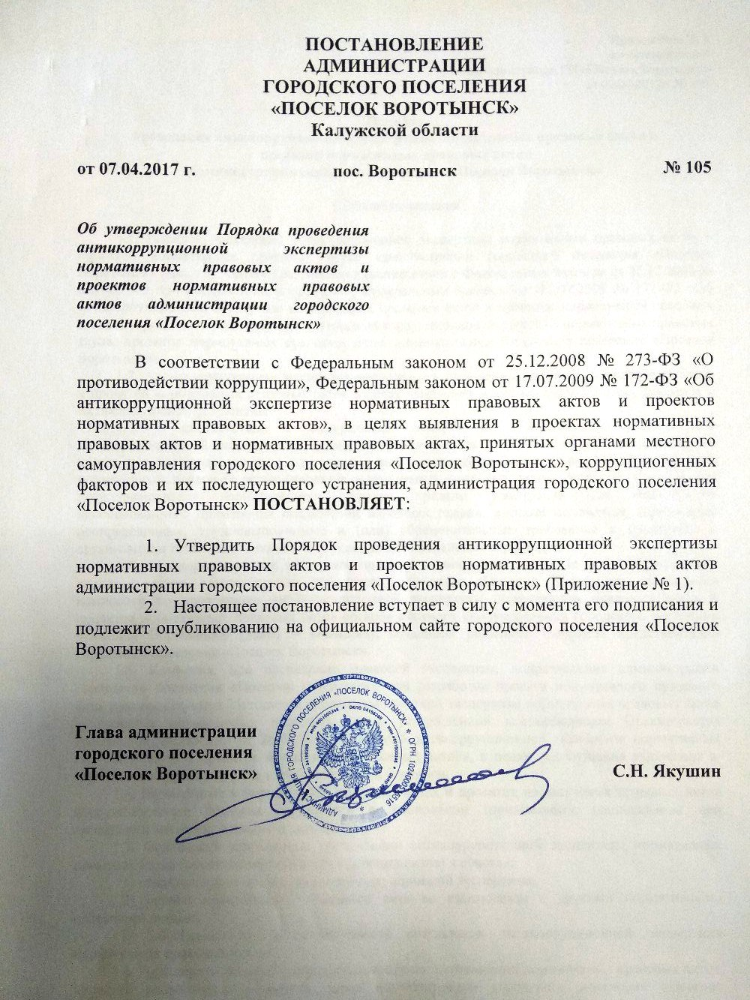 ПОСТАНОВЛЕНИЕ
АДМИНИСТРАЦИИ
ГОРОДСКОГО ПОСЕЛЕНИЯ
«ПОСЕЛОК ВОРОТЫНСК»
Калужской области
от 07.04.2017 г. пос. Воротынск № 105
Об утверждении Порядка проведения
антикоррупционной экспертизы
нормативных правовых актов и
проектов нормативных правовых
актов администрации городского
поселения «Поселок Воротынск»
В соответствии с Федеральным законом от 25.12.2008 № 273-ФЗ «О
противодействии коррупции», Федеральным законом от 17.07.2009 № 172-ФЗ «Об
антикоррупционной экспертизе нормативных правовых актов и проектов
нормативных правовых актов», в целях выявления в проектах нормативных
правовых актов и нормативных правовых актах, принятых органами местного
самоуправления городского поселения «Поселок Воротынск», коррупциогенных
факторов и их последующего устранения, администрация городского поселения
«Поселок Воротынск» ПОСТАНОВЛЯЕТ:
1. Утвердить Порядок проведения антикоррупционной экспертизы
нормативных правовых актов и проектов нормативных правовых актов
администрации городского поселения «Поселок Воротынск» (Приложение № 1).
2. Настоящее постановление вступает в силу с момента его подписания и
подлежит опубликованию на официальном сайте городского поселения «Поселок
Воротынск».
Глава администрации
городского поселения
«Поселок Воротынск» С.Н. Якушин
АДМИНИСТРАЦИЯ ГОРОДСКОГО ПОСЕЛЕНИЯ «ПОСЕЛОК ВОРОТЫНСК» * ОГРН